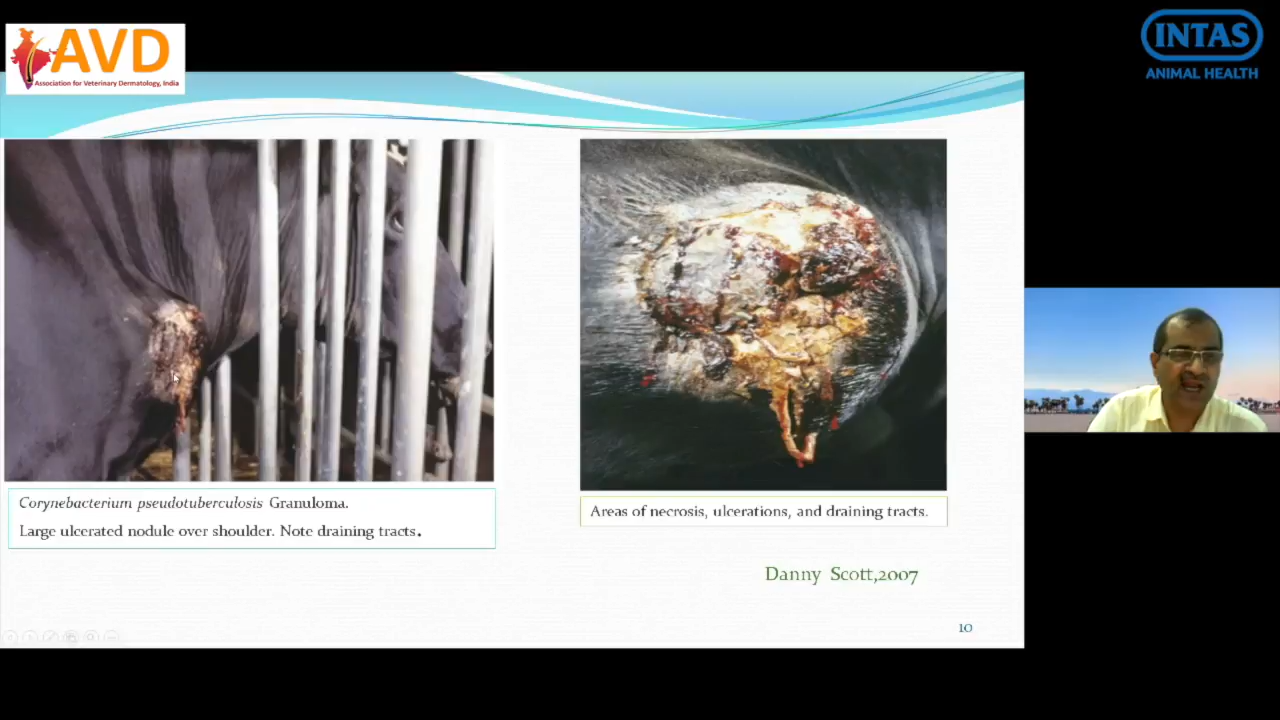 AVD
Association for Veterinary Dermatology, India
INTAS
ANIMAL HEALTH
Corynebacterium pseudotuberculosis Granuloma.
Large ulcerated nodule over shoulder. Note draining tracts.
Areas of necrosis, ulcerations, and draining tracts.
Danny Scott,2007
10